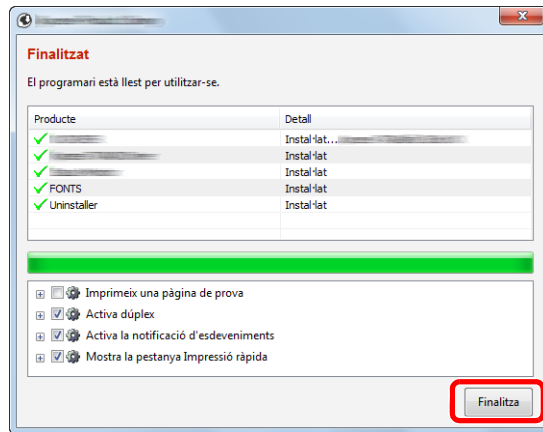 Finalitzat
El programari està llest per utilitzar-se.
Producte Detall
Instal·lat...
Instal·lat
Instal·lat
FONTS Instal·lat
Uninstaller Instal·lat
Imprimeix una pàgina de prova
Activa dúplex
Activa la notificació d'esdeveniments
Mostra la pestanya Impressió ràpida
Finalitza